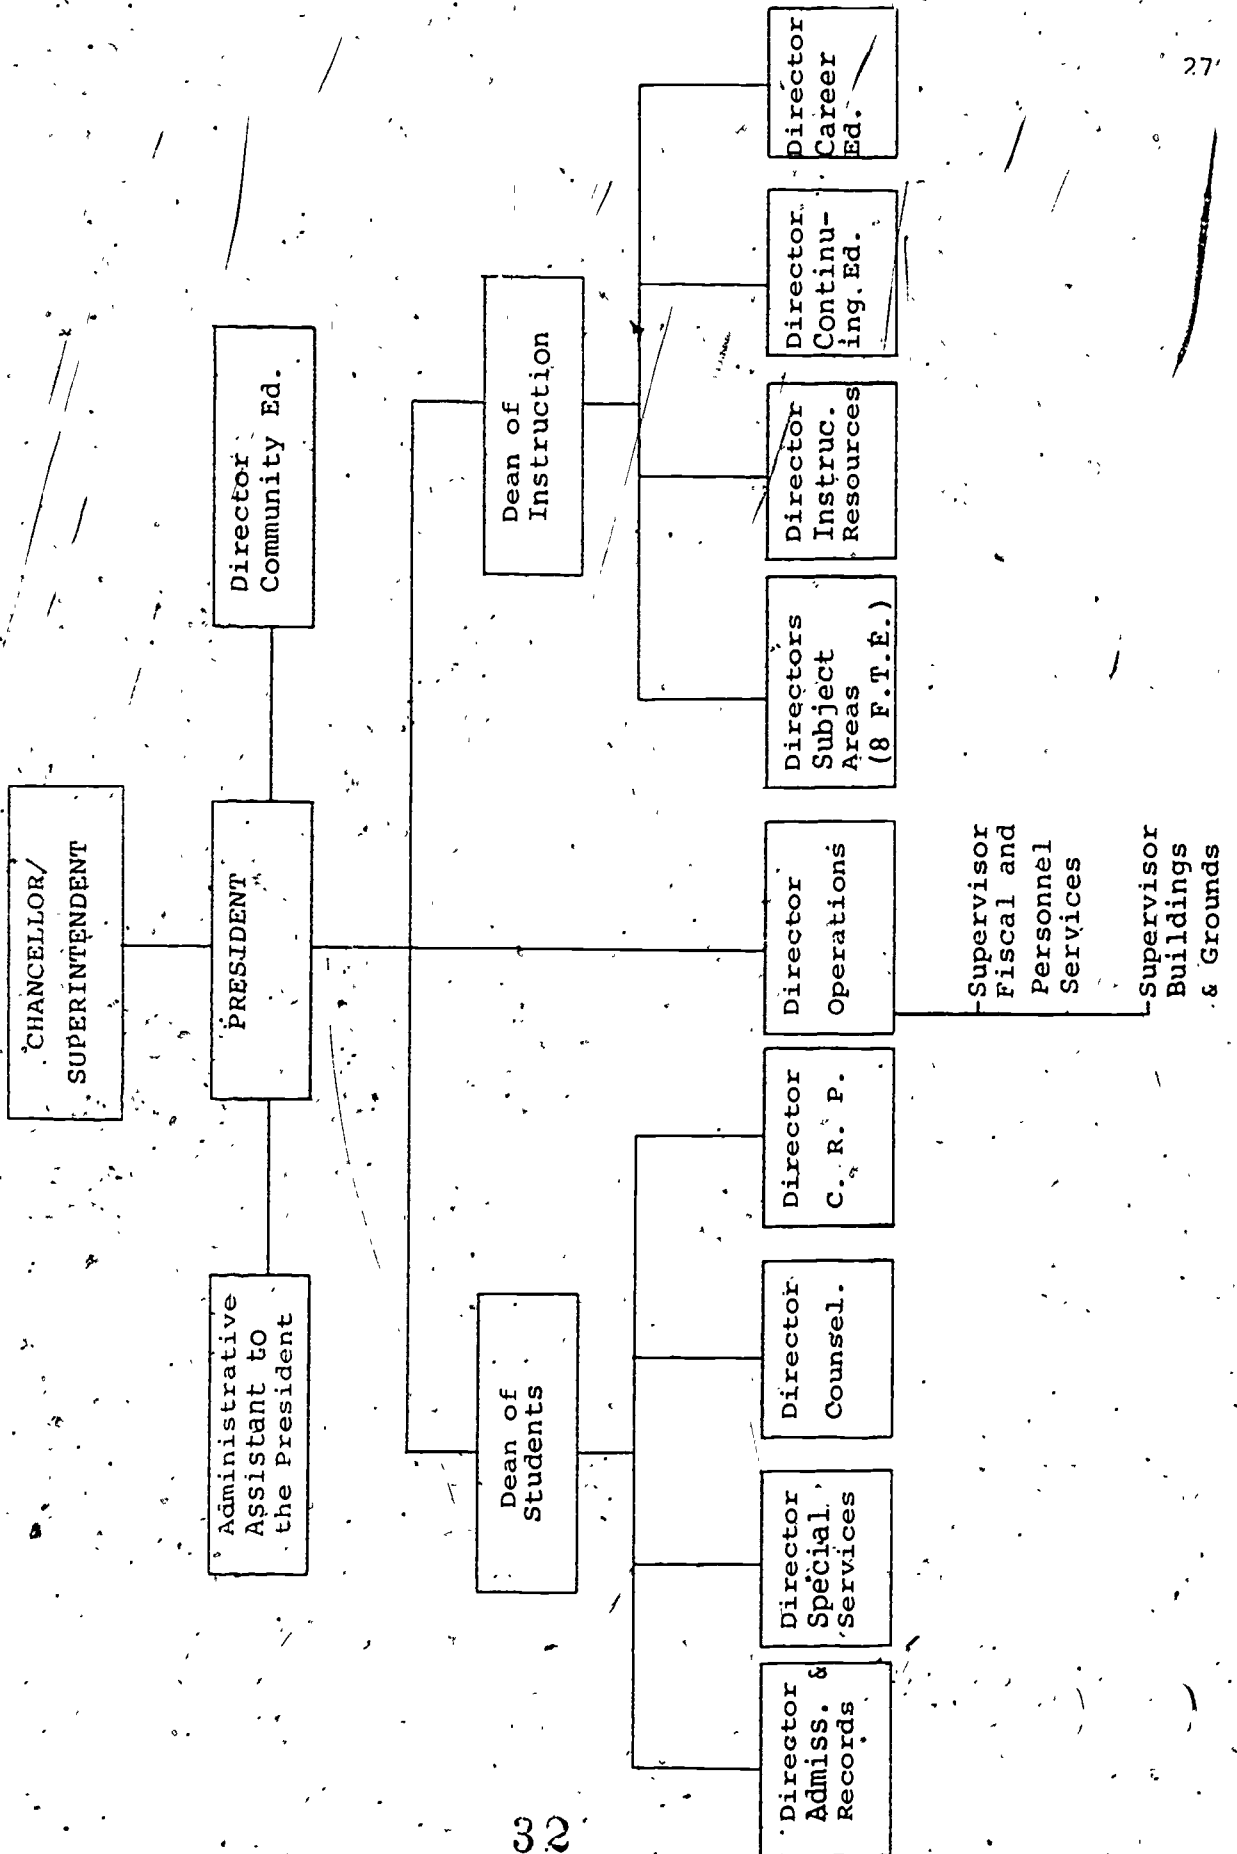 27
CHANCELLOR/
SUPERINTENDENT
Administrative
Assistant to
the President
PRESIDENT
Director
Community Ed.
Dean of
Students
Dean of
Instruction
Director
Admiss. &
Records
Director
Special
Services
Director
Counsel.
Director
C. R. P.
Director
Operations
Directors
Subject
Areas
(8 F.T.E.)
Director
Instruc.
Resources
Director
Continu-
ing Ed.
Director
Career
Ed.
Supervisor
Fiscal and
Personnel
Services
Supervisor
Buildings
& Grounds
32